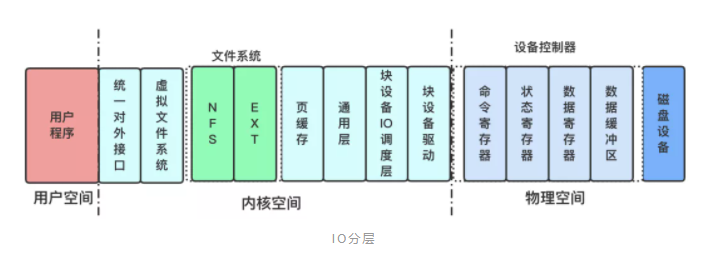 文件系统
设备控制器
用户程序
统一对外接口
虚拟文件系统
NFS
EXT
页缓存
通用层
块设备IO调度层
块设备驱动
命令寄存器
状态寄存器
数据寄存器
数据缓冲区
磁盘设备
用户空间
内核空间
物理空间
IO分层